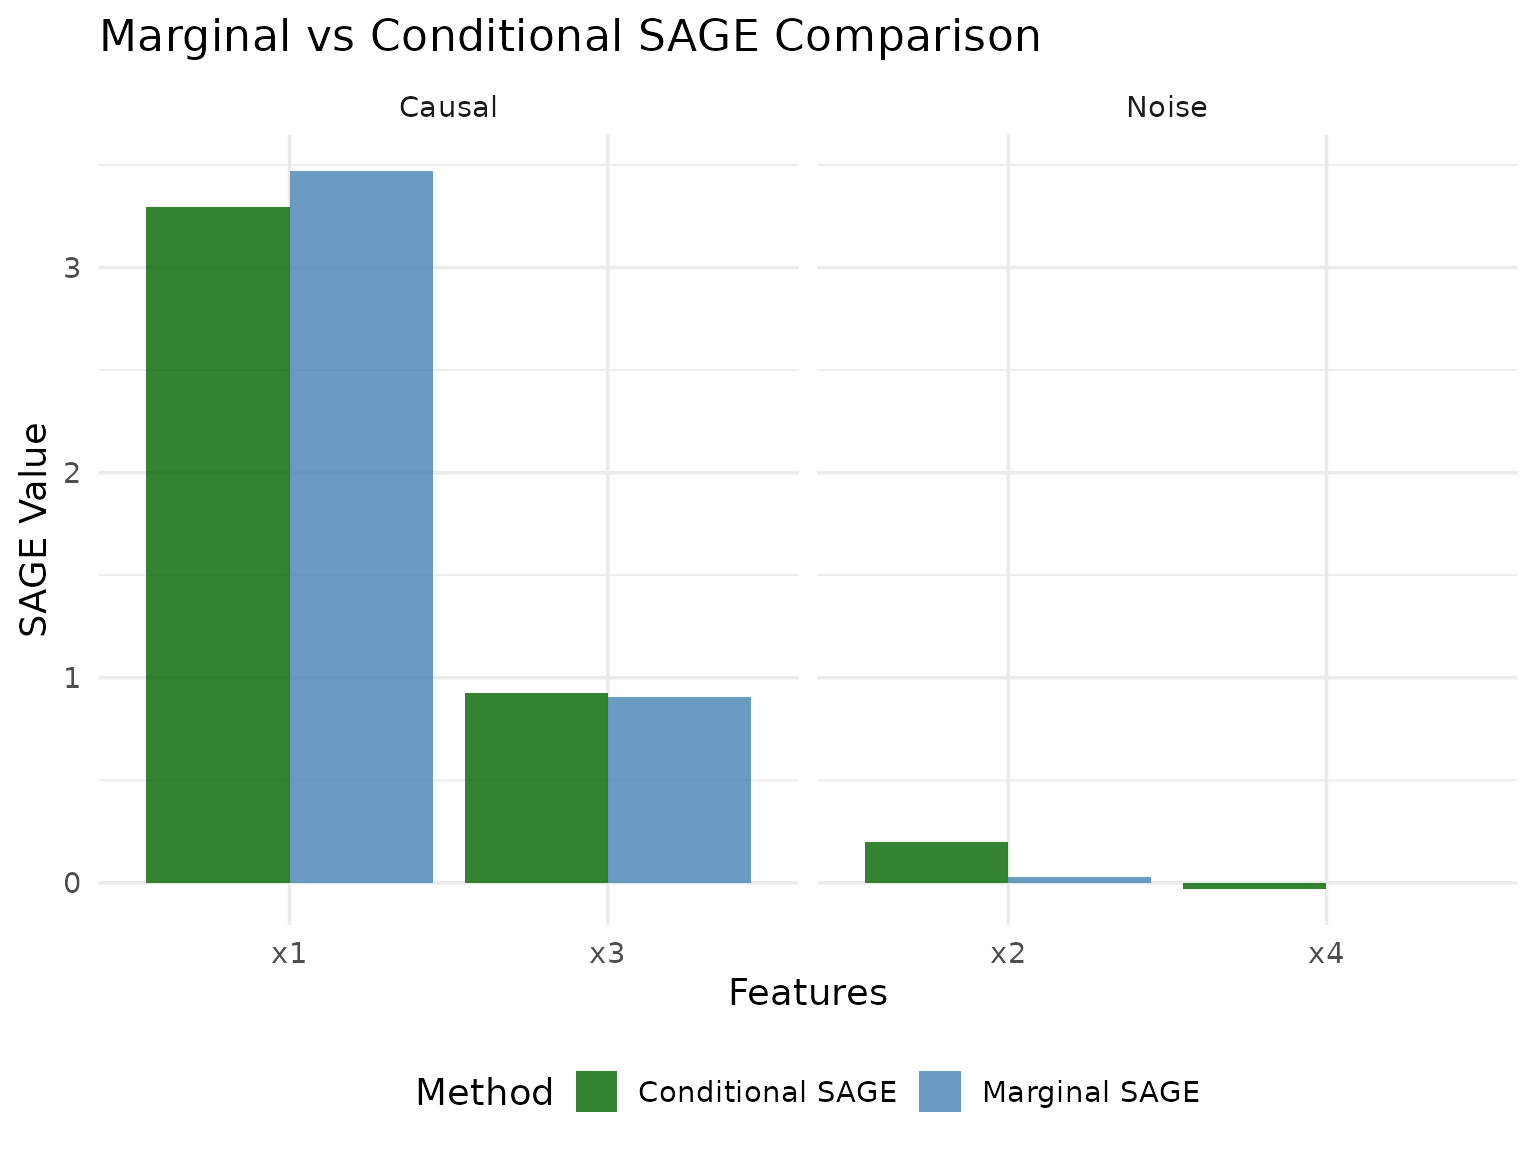 Marginal vs Conditional SAGE Comparison
Causal
Noise
SAGE Value
3
2
1
0
x1
x3
x2
x4
Features
Method
Conditional SAGE
Marginal SAGE